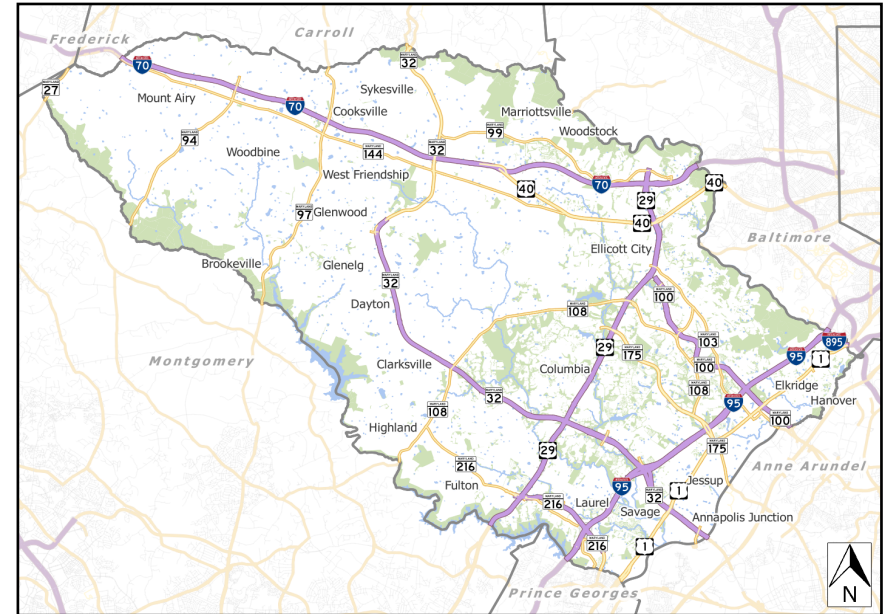 Carroll
Frederick
32
70
27
Sykesville
Mount Airy
70
Cooksville
Marriottsville
99
Woodstock
94
32
Woodbine
144
West Friendship
40
70
40
29
97
Glenwood
40
Baltimore
Ellicott City
Brookeville
Glenelg
32
100
Dayton
108
895
103
Montgomery
29
175
95
1
Clarksville
Columbia
100
Elkridge
108
32
95
Hanover
108
100
Highland
29
175
216
Anne Arundel
Fulton
95
1
Jessup
32
216
Laurel
Savage
Annapolis Junction
216
1
Prince Georges
N